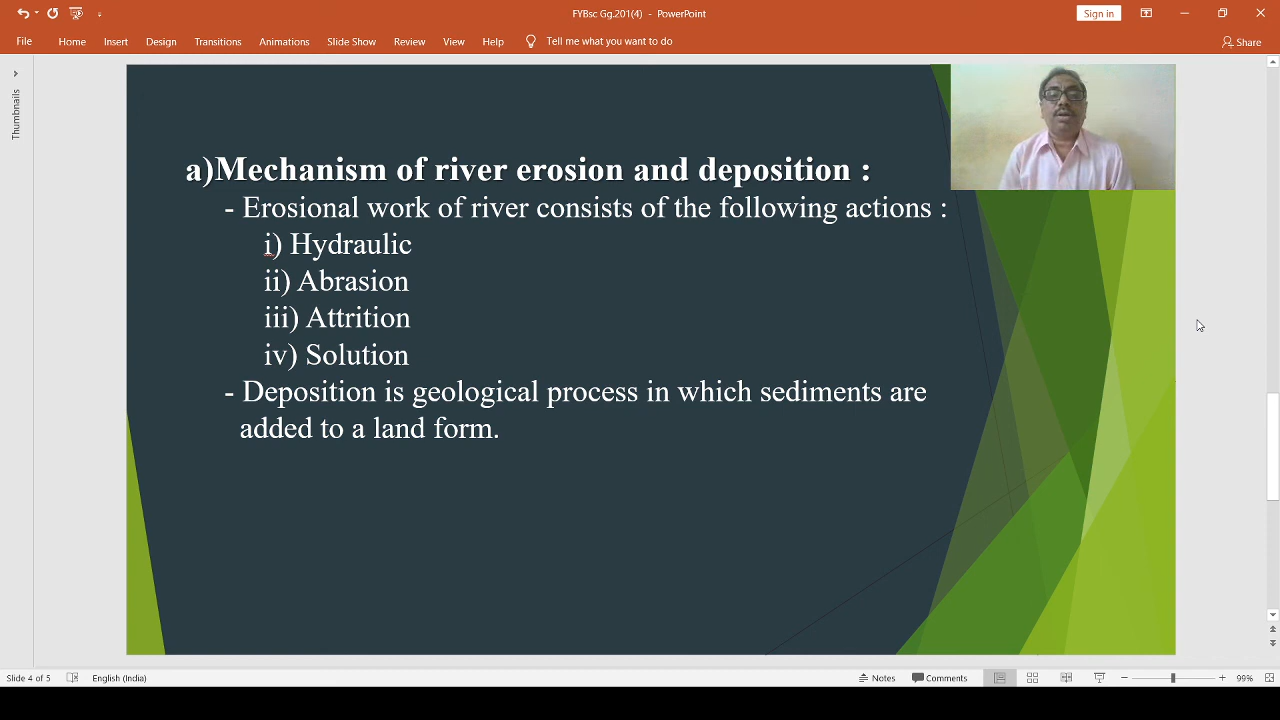 FYBsc Gg.201(4) - PowerPoint
Sign in
File Home Insert Design Transitions Animations Slide Show Review View Help Tell me what you want to do
Share
Thumbnails
a)Mechanism of river erosion and deposition :
- Erosional work of river consists of the following actions :
i) Hydraulic
ii) Abrasion
iii) Attrition
iv) Solution
- Deposition is geological process in which sediments are
added to a land form.
Slide 4 of 5 English (India) Notes Comments 99%